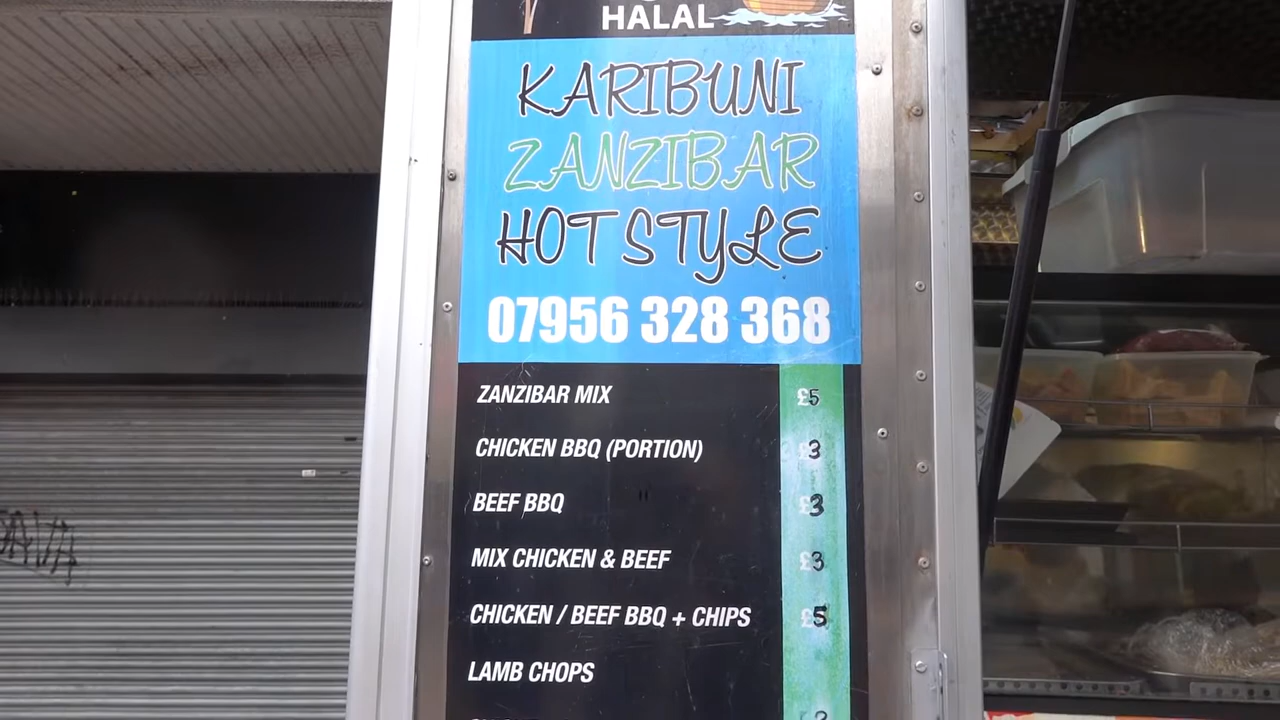 HALAL
KARIBUNI
ZANZIBAR
HOT STYLE
07956 328 368
ZANZIBAR MIX £5
CHICKEN BBQ (PORTION) £3
BEEF BBQ £3
MIX CHICKEN & BEEF £3
CHICKEN / BEEF BBQ + CHIPS £5
LAMB CHOPS